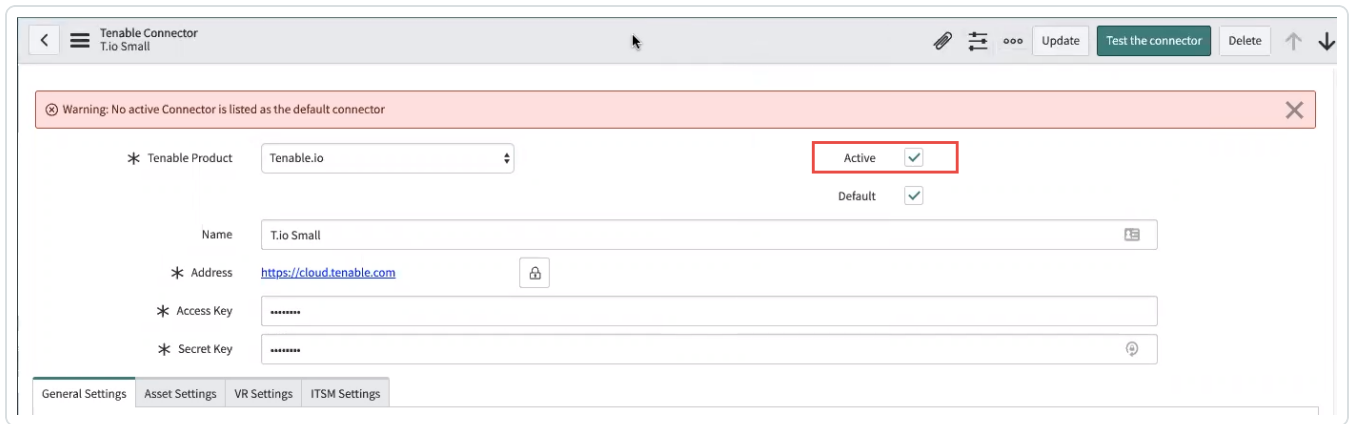 Tenable Connector
T.io Small
Update
Test the connector
Delete
Warning: No active Connector is listed as the default connector
Tenable Product
Tenable.io
Active
Default
Name
T.io Small
Address
https://cloud.tenable.com
Access Key
••••••••
Secret Key
••••••••
General Settings
Asset Settings
VR Settings
ITSM Settings